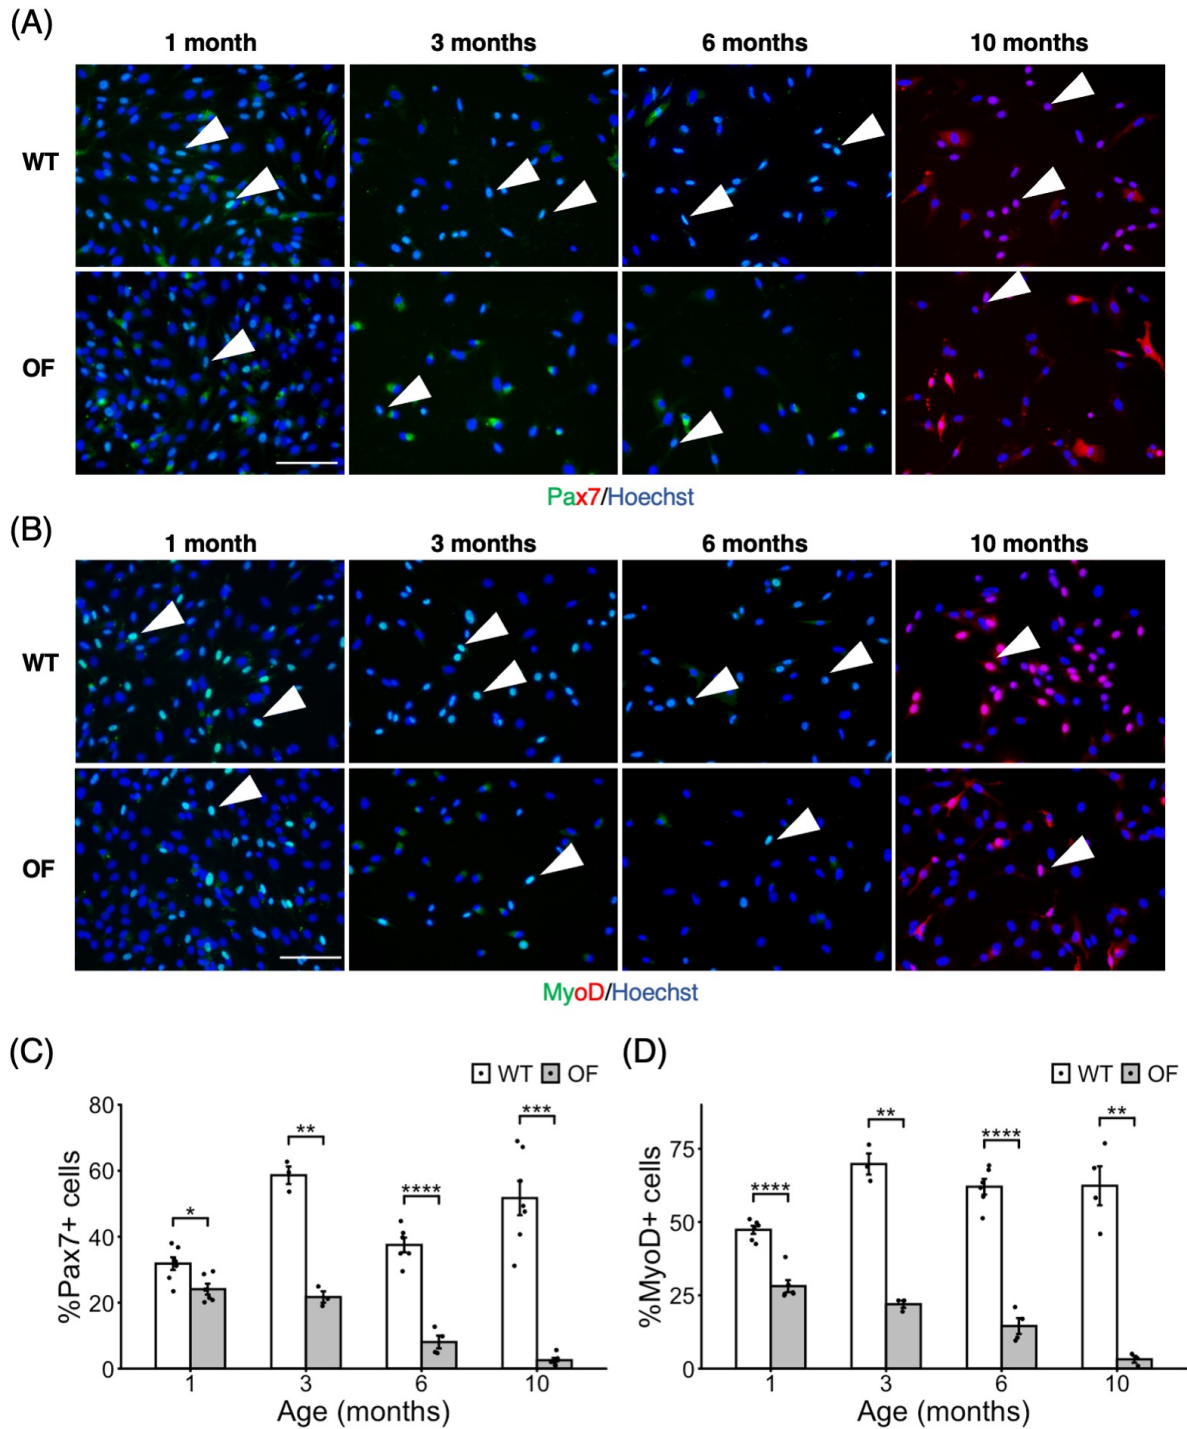 (A)
1 month 3 months 6 months 10 months
WT
OF
Pax7/Hoechst
(B)
1 month 3 months 6 months 10 months
WT
OF
MyoD/Hoechst
(C)
WT OF
%Pax7+ cells
80
60
40
20
0
* ** **** ***
1 3 6 10
Age (months)
(D)
WT OF
%MyoD+ cells
75
50
25
0
**** ** **** **
1 3 6 10
Age (months)